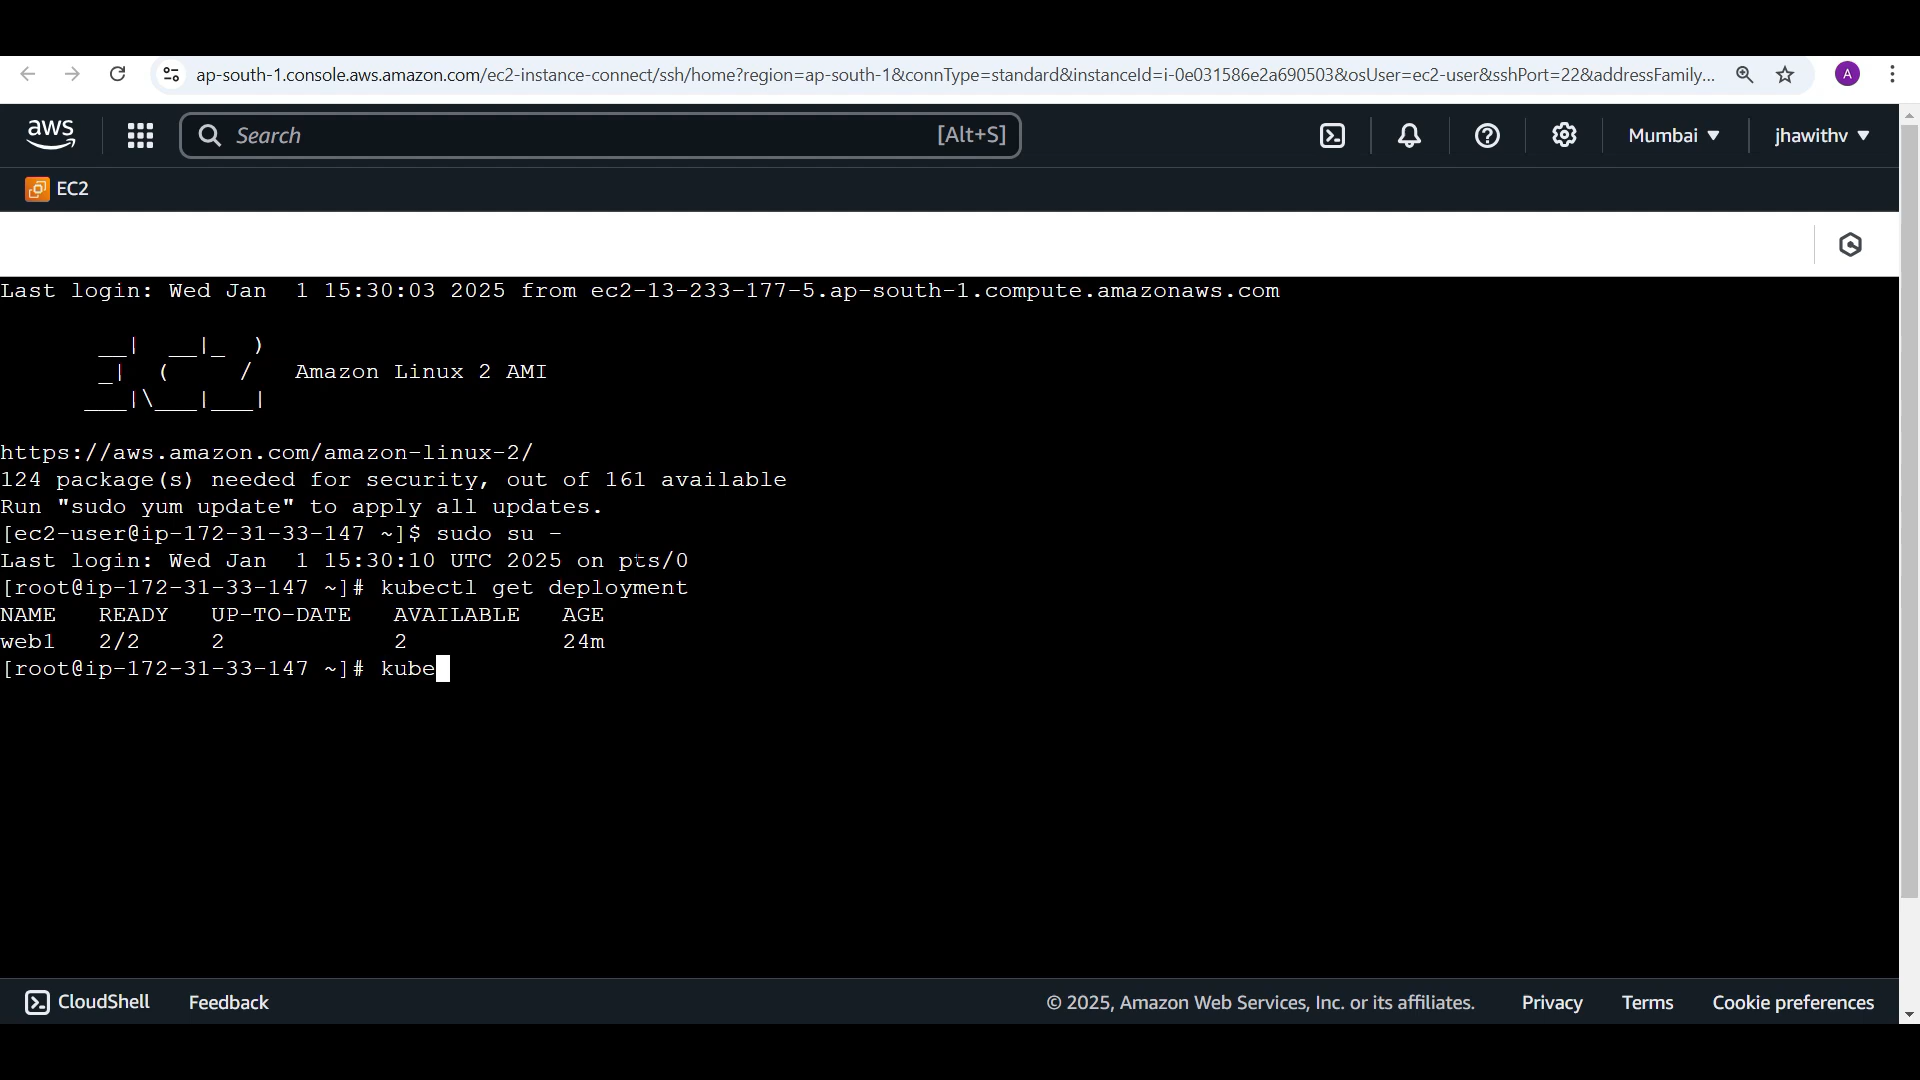 ap-south-1.console.aws.amazon.com/ec2-instance-connect/ssh/home?region=ap-south-1&connType=standard&instanceId=i-0e031586e2a690503&osUser=ec2-user&sshPort=22&addressFamily...
A
aws
Search
[Alt+S]
Mumbai
jhawithv
EC2
Last login: Wed Jan  1 15:30:03 2025 from ec2-13-233-177-5.ap-south-1.compute.amazonaws.com
       __|  __|_  )
       _|  (     /   Amazon Linux 2 AMI
      ___|\___|___|
https://aws.amazon.com/amazon-linux-2/
124 package(s) needed for security, out of 161 available
Run "sudo yum update" to apply all updates.
[ec2-user@ip-172-31-33-147 ~]$ sudo su -
Last login: Wed Jan  1 15:30:10 UTC 2025 on pts/0
[root@ip-172-31-33-147 ~]# kubectl get deployment
NAME   READY   UP-TO-DATE   AVAILABLE   AGE
web1   2/2     2            2           24m
[root@ip-172-31-33-147 ~]# kube
CloudShell
Feedback
© 2025, Amazon Web Services, Inc. or its affiliates.
Privacy
Terms
Cookie preferences